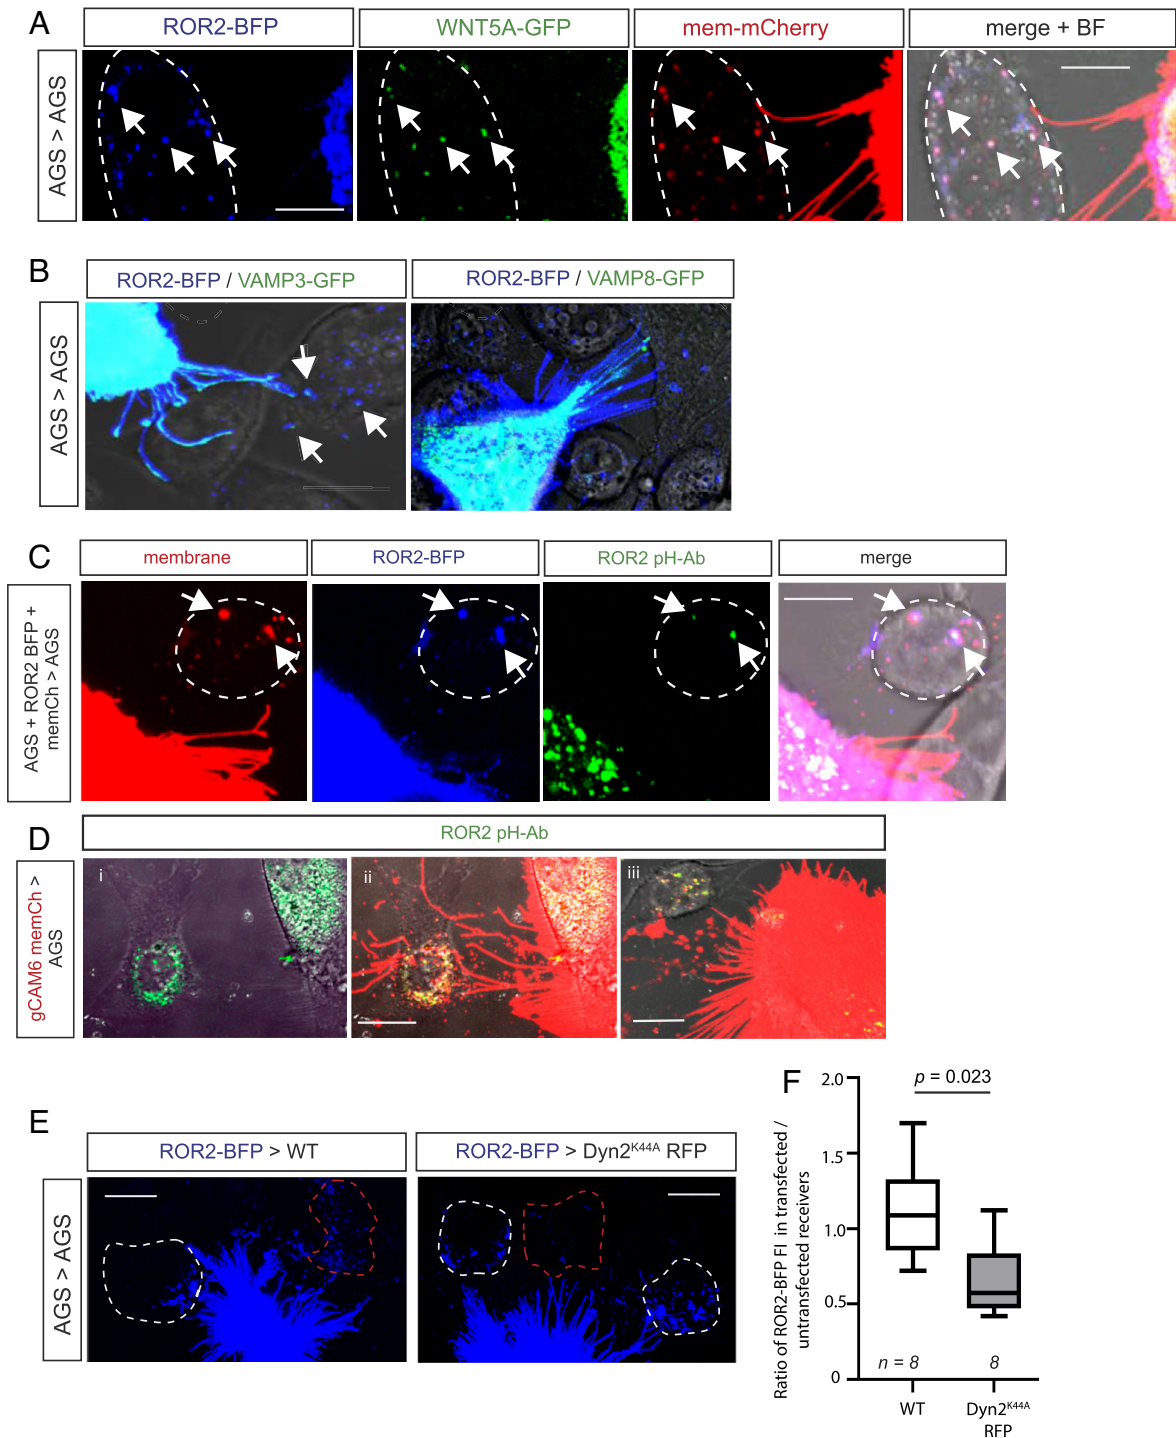 A
ROR2-BFP
WNT5A-GFP
mem-mCherry
merge + BF
AGS > AGS
B
ROR2-BFP / VAMP3-GFP
ROR2-BFP / VAMP8-GFP
AGS > AGS
C
membrane
ROR2-BFP
ROR2 pH-Ab
merge
AGS + ROR2 BFP +
memCh > AGS
D
ROR2 pH-Ab
gCAM6 memCh >
AGS
i
ii
iii
E
ROR2-BFP > WT
ROR2-BFP > Dyn2K44A RFP
AGS > AGS
F
p = 0.023
Ratio of ROR2-BFP FI in transfected /
untransfected receivers
2.0
1.5
1.0
0.5
0
n = 8
8
WT
Dyn2K44A
RFP